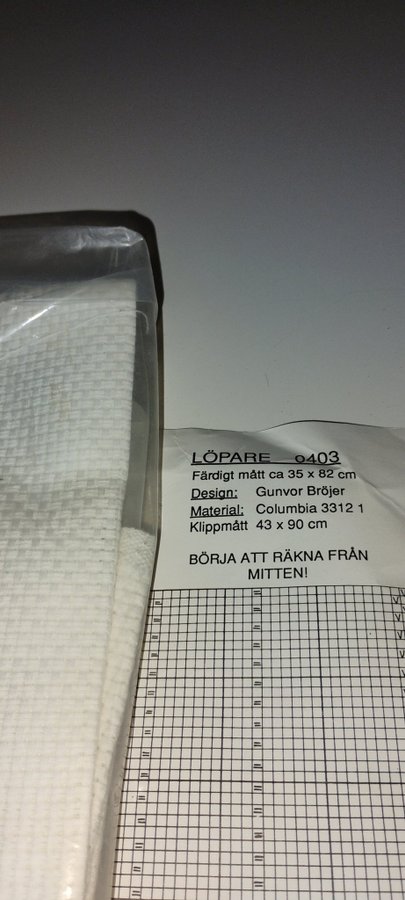 LÖPARE 0403
Färdigt mått ca 35 x 82 cm
Design: Gunvor Bröjer
Material: Columbia 3312 1
Klippmått 43 x 90 cm
BÖRJA ATT RÄKNA FRÅN
MITTEN!